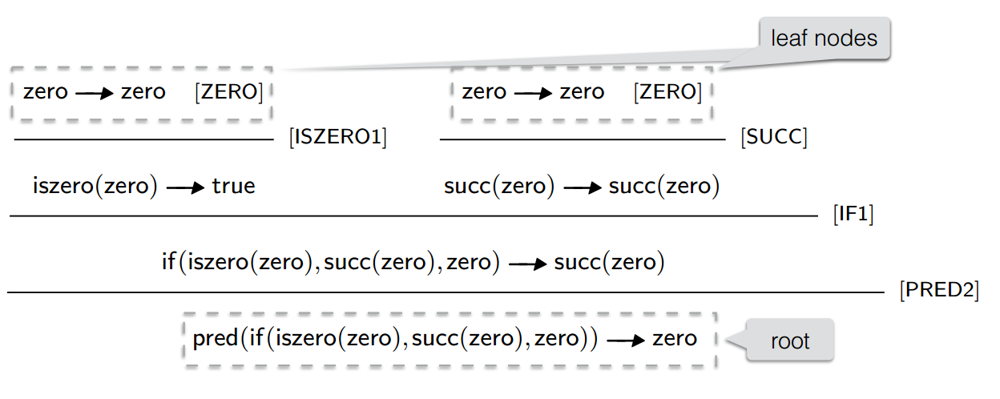 leaf nodes
zero → zero [ZERO] zero → zero [ZERO]
[ISZERO1] [SUCC]
iszero(zero) → true succ(zero) → succ(zero)
[IF1]
if(iszero(zero),succ(zero),zero) → succ(zero)
[PRED2]
pred(if(iszero(zero),succ(zero),zero)) → zero
root